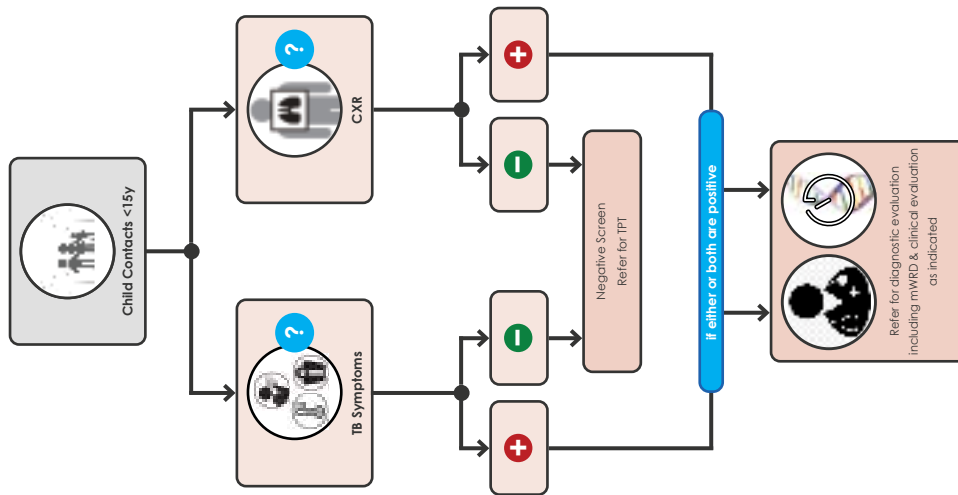 Child Contacts <15y
?
TB Symptoms
?
CXR
Negative Screen
Refer for TPT
if either or both are positive
Refer for diagnostic evaluation
including mWRD & clinical evaluation
as indicated